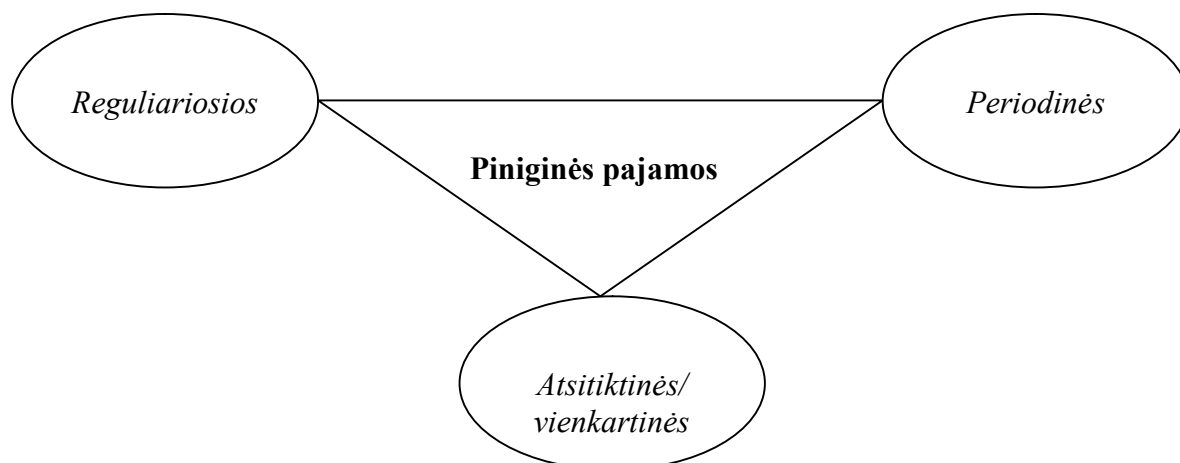 Reguliariosios
Periodinės
Piniginės pajamos
Atsitiktinės/
vienkartinės